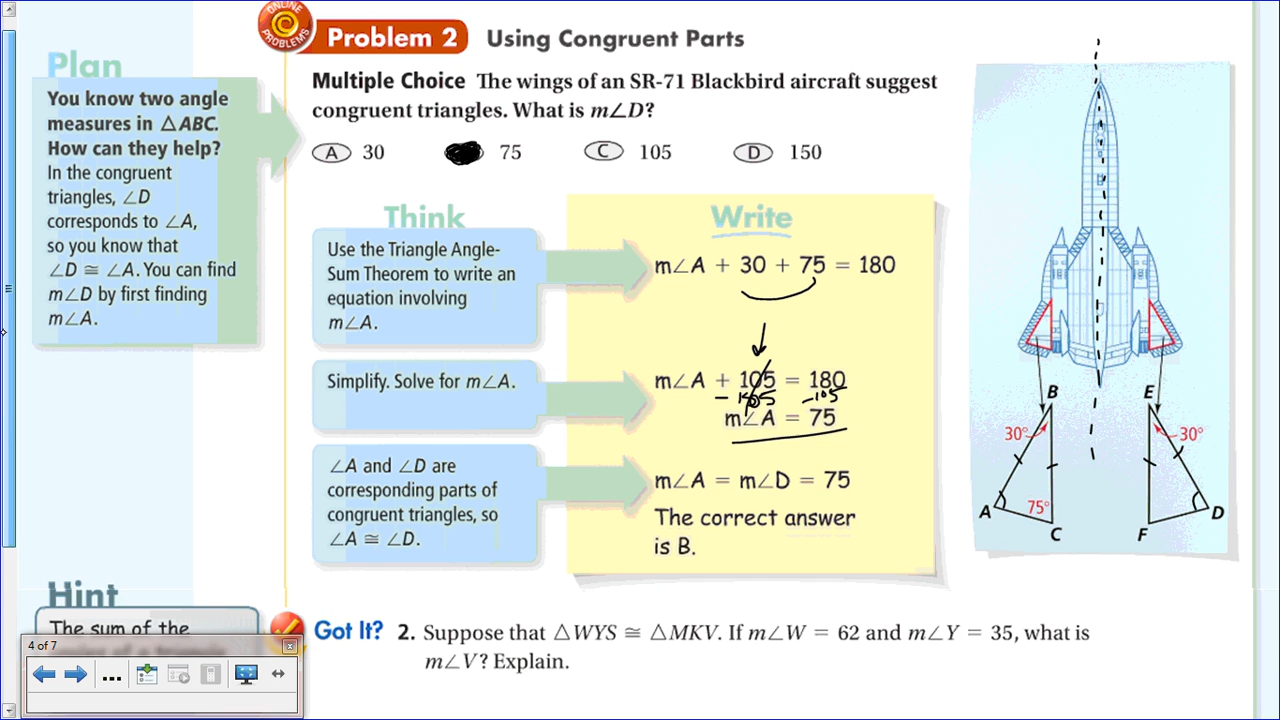 ONLINE
PROBLEMS
Problem 2 Using Congruent Parts
Plan
You know two angle
measures in △ABC.
How can they help?
In the congruent
triangles, ∠D
corresponds to ∠A,
so you know that
∠D ≅ ∠A. You can find
m∠D by first finding
m∠A.
Multiple Choice The wings of an SR-71 Blackbird aircraft suggest
congruent triangles. What is m∠D?
A 30 75 C 105 D 150
Think
Use the Triangle Angle-
Sum Theorem to write an
equation involving
m∠A.
Simplify. Solve for m∠A.
∠A and ∠D are
corresponding parts of
congruent triangles, so
∠A ≅ ∠D.
Write
m∠A + 30 + 75 = 180
m∠A + 105 = 180
- 105 -105
m∠A = 75
m∠A = m∠D = 75
The correct answer
is B.
B E
30° 30°
A 75° D
C F
Hint
The sum of the
Got It? 2. Suppose that △WYS ≅ △MKV. If m∠W = 62 and m∠Y = 35, what is
m∠V? Explain.
4 of 7